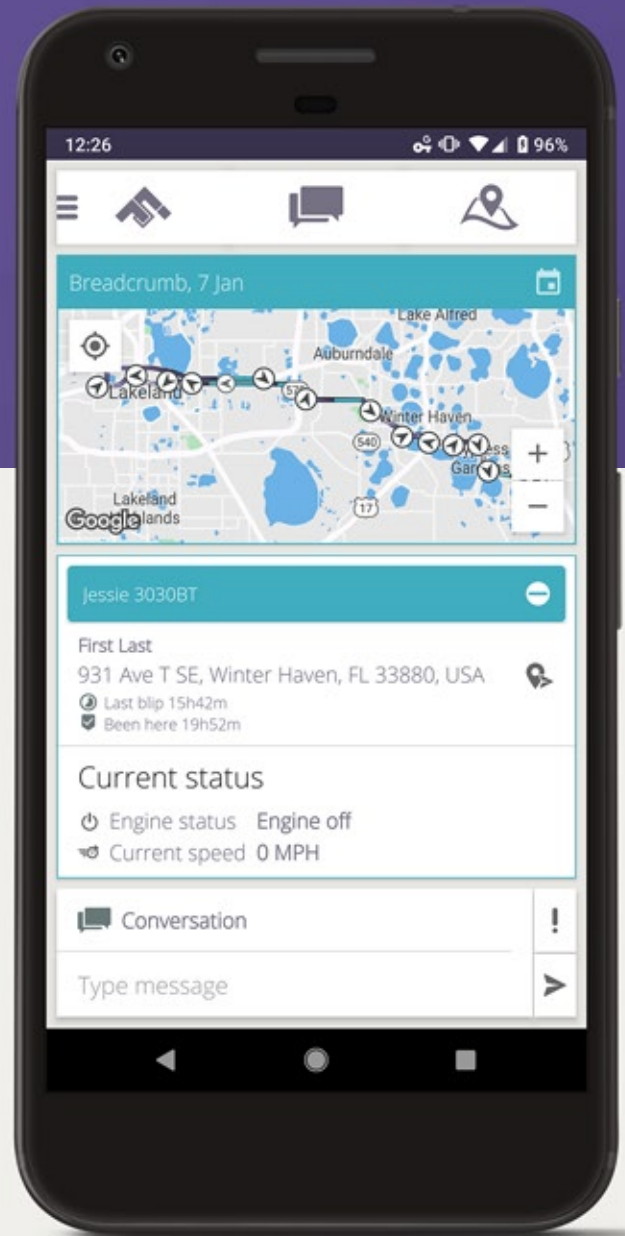 12:26
96%
Breadcrumb, 7 Jan
Lake Alfred
Auburndale
Lakeland
57
Winter Haven
540
Gardens
Lakeland
17
Google
Jessie 3030BT
First Last
931 Ave T SE, Winter Haven, FL 33880, USA
Last blip 15h42m
Been here 19h52m
Current status
Engine status Engine off
Current speed 0 MPH
Conversation
!
Type message